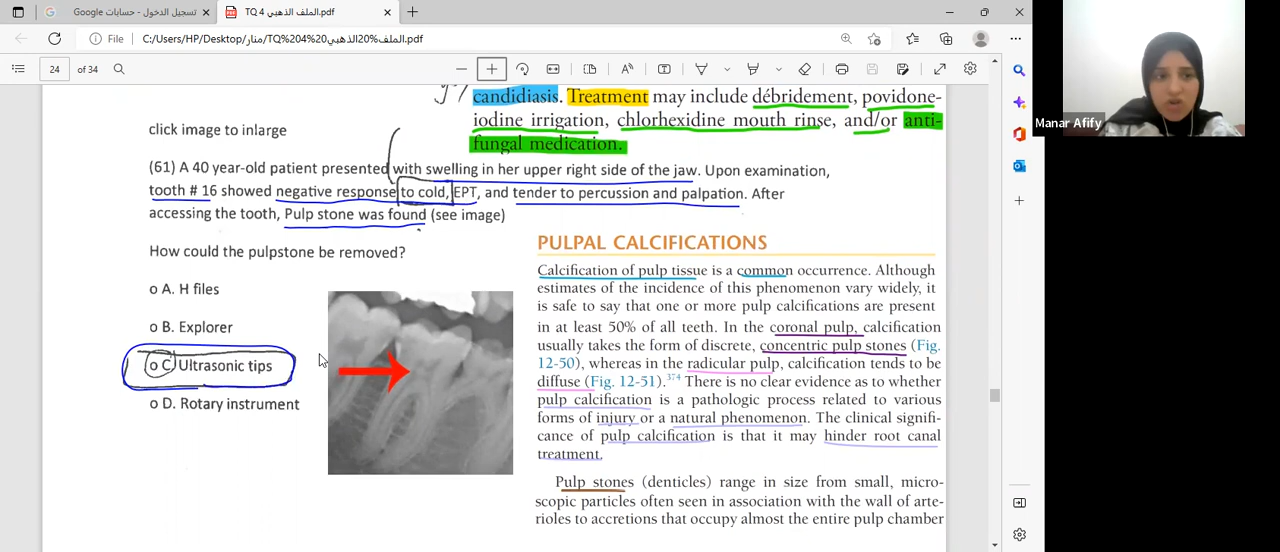 تسجيل الدخول - حسابات Google
TQ 4 الملف الذهبي.pdf
File
C:/Users/HP/Desktop/منار/TQ%204%20الملف%20الذهبي.pdf
24 of 34
candidiasis. Treatment may include débridement, povidone-
iodine irrigation, chlorhexidine mouth rinse, and/or anti-
fungal medication.
click image to inlarge
(61) A 40 year-old patient presented with swelling in her upper right side of the jaw. Upon examination,
tooth # 16 showed negative response to cold, EPT, and tender to percussion and palpation. After
accessing the tooth, Pulp stone was found (see image)
How could the pulpstone be removed?
o A. H files
o B. Explorer
o C. Ultrasonic tips
o D. Rotary instrument
PULPAL CALCIFICATIONS
Calcification of pulp tissue is a common occurrence. Although
estimates of the incidence of this phenomenon vary widely, it
is safe to say that one or more pulp calcifications are present
in at least 50% of all teeth. In the coronal pulp, calcification
usually takes the form of discrete, concentric pulp stones (Fig.
12-50), whereas in the radicular pulp, calcification tends to be
diffuse (Fig. 12-51).374 There is no clear evidence as to whether
pulp calcification is a pathologic process related to various
forms of injury or a natural phenomenon. The clinical signifi-
cance of pulp calcification is that it may hinder root canal
treatment.
Pulp stones (denticles) range in size from small, micro-
scopic particles often seen in association with the wall of arte-
rioles to accretions that occupy almost the entire pulp chamber
Manar Afify